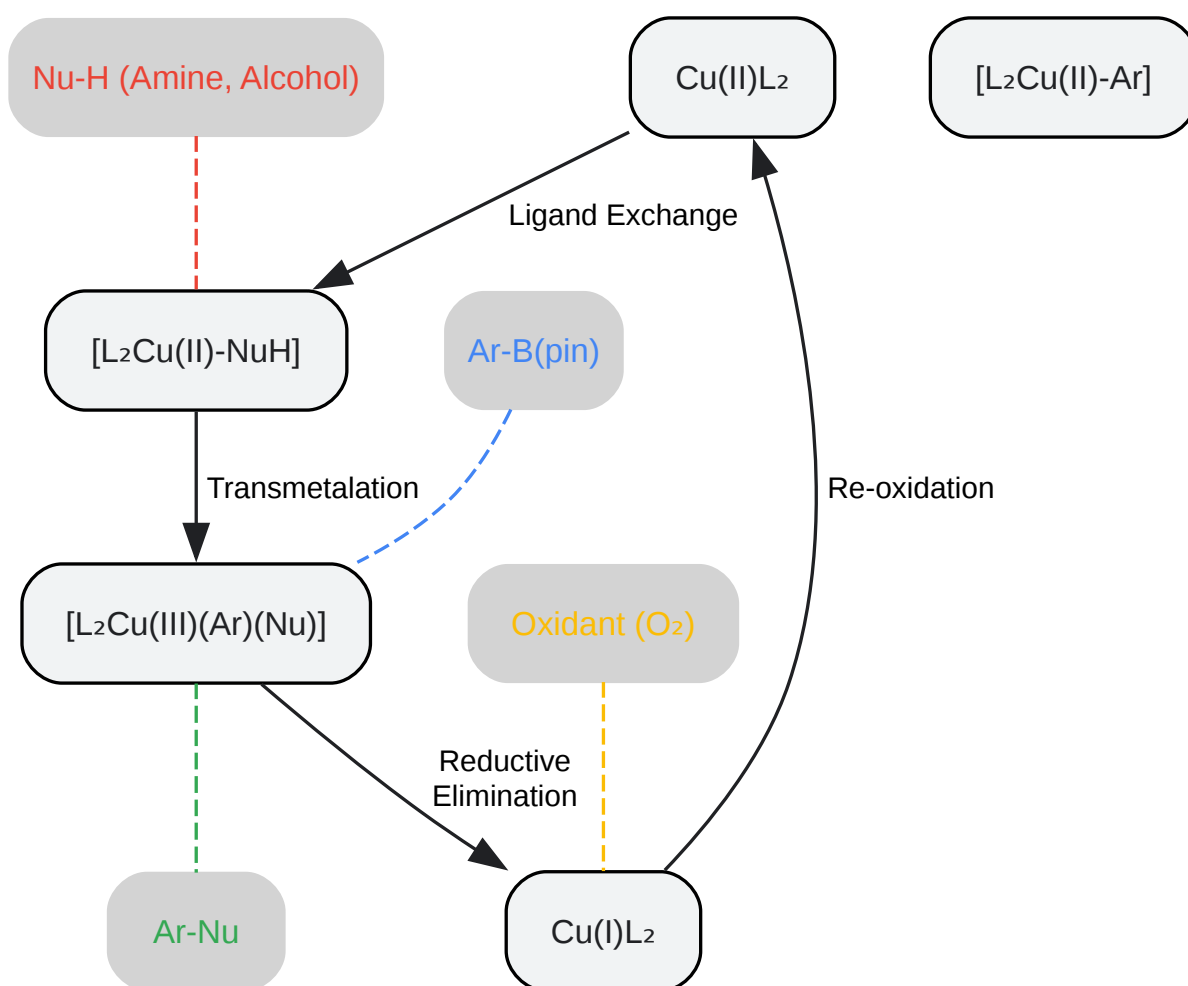 Nu-H (Amine, Alcohol)
Cu(II)L₂
[L₂Cu(II)-Ar]
Ligand Exchange
[L₂Cu(II)-NuH]
Ar-B(pin)
Transmetalation
Re-oxidation
[L₂Cu(III)(Ar)(Nu)]
Oxidant (O₂)
Reductive
Elimination
Ar-Nu
Cu(I)L₂